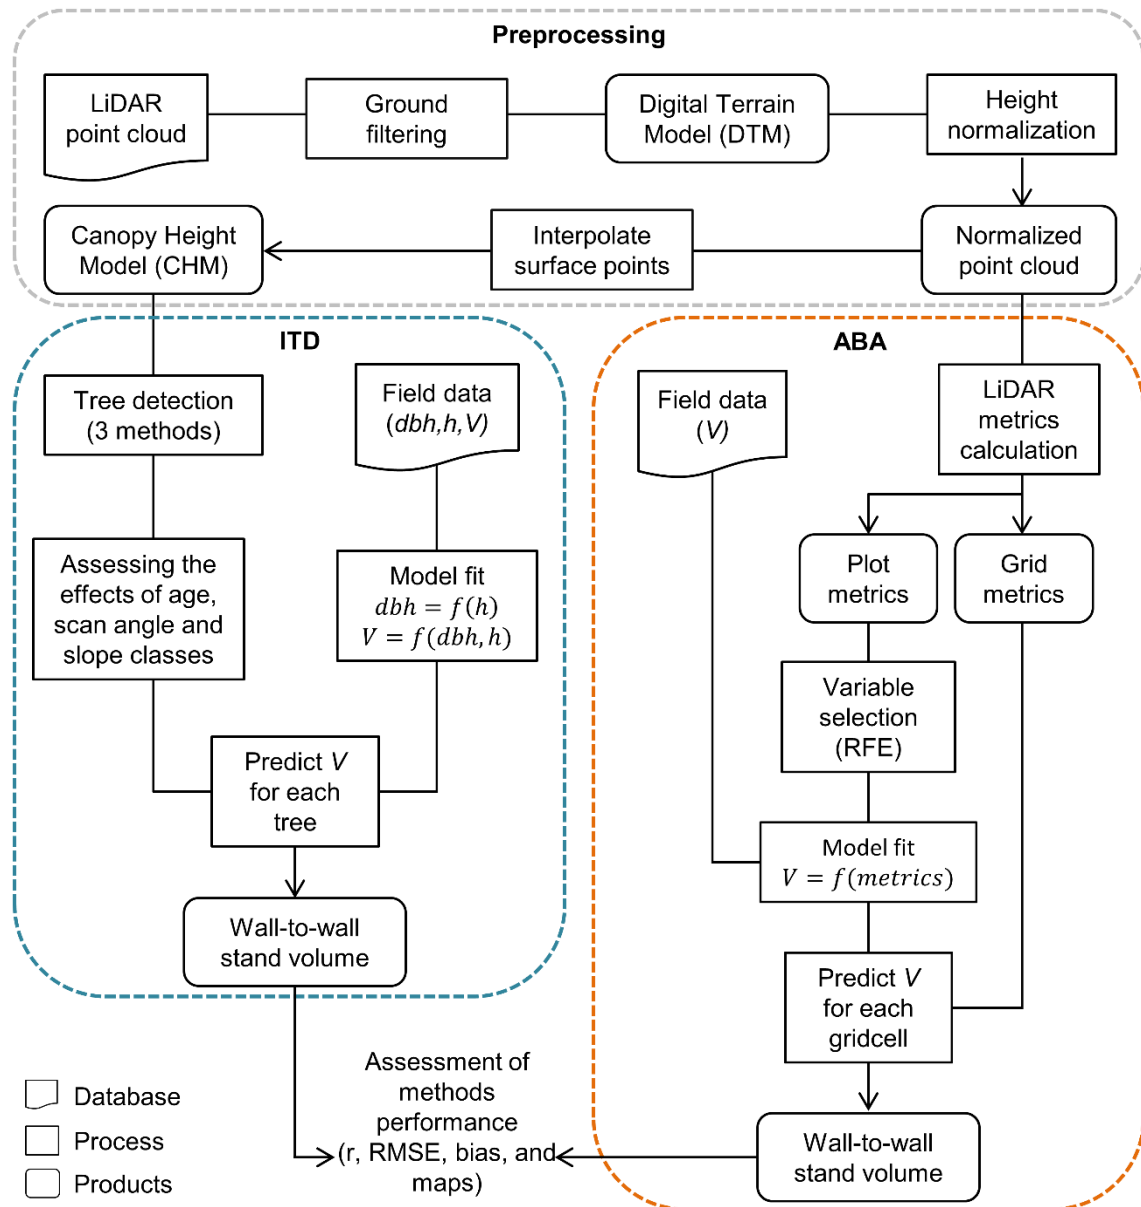 Preprocessing
LiDAR
point cloud
Ground
filtering
Digital Terrain
Model (DTM)
Height
normalization
Canopy Height
Model (CHM)
Interpolate
surface points
Normalized
point cloud
ITD
Tree detection
(3 methods)
Field data
(dbh,h,V)
Assessing the
effects of age,
scan angle and
slope classes
Model fit
dbh = f(h)
V = f(dbh, h)
Predict V
for each
tree
Wall-to-wall
stand volume
ABA
Field data
(V)
LiDAR
metrics
calculation
Plot
metrics
Grid
metrics
Variable
selection
(RFE)
Model fit
V = f(metrics)
Predict V
for each
gridcell
Wall-to-wall
stand volume
Assessment of
methods
performance
(r, RMSE, bias, and
maps)
Database
Process
Products